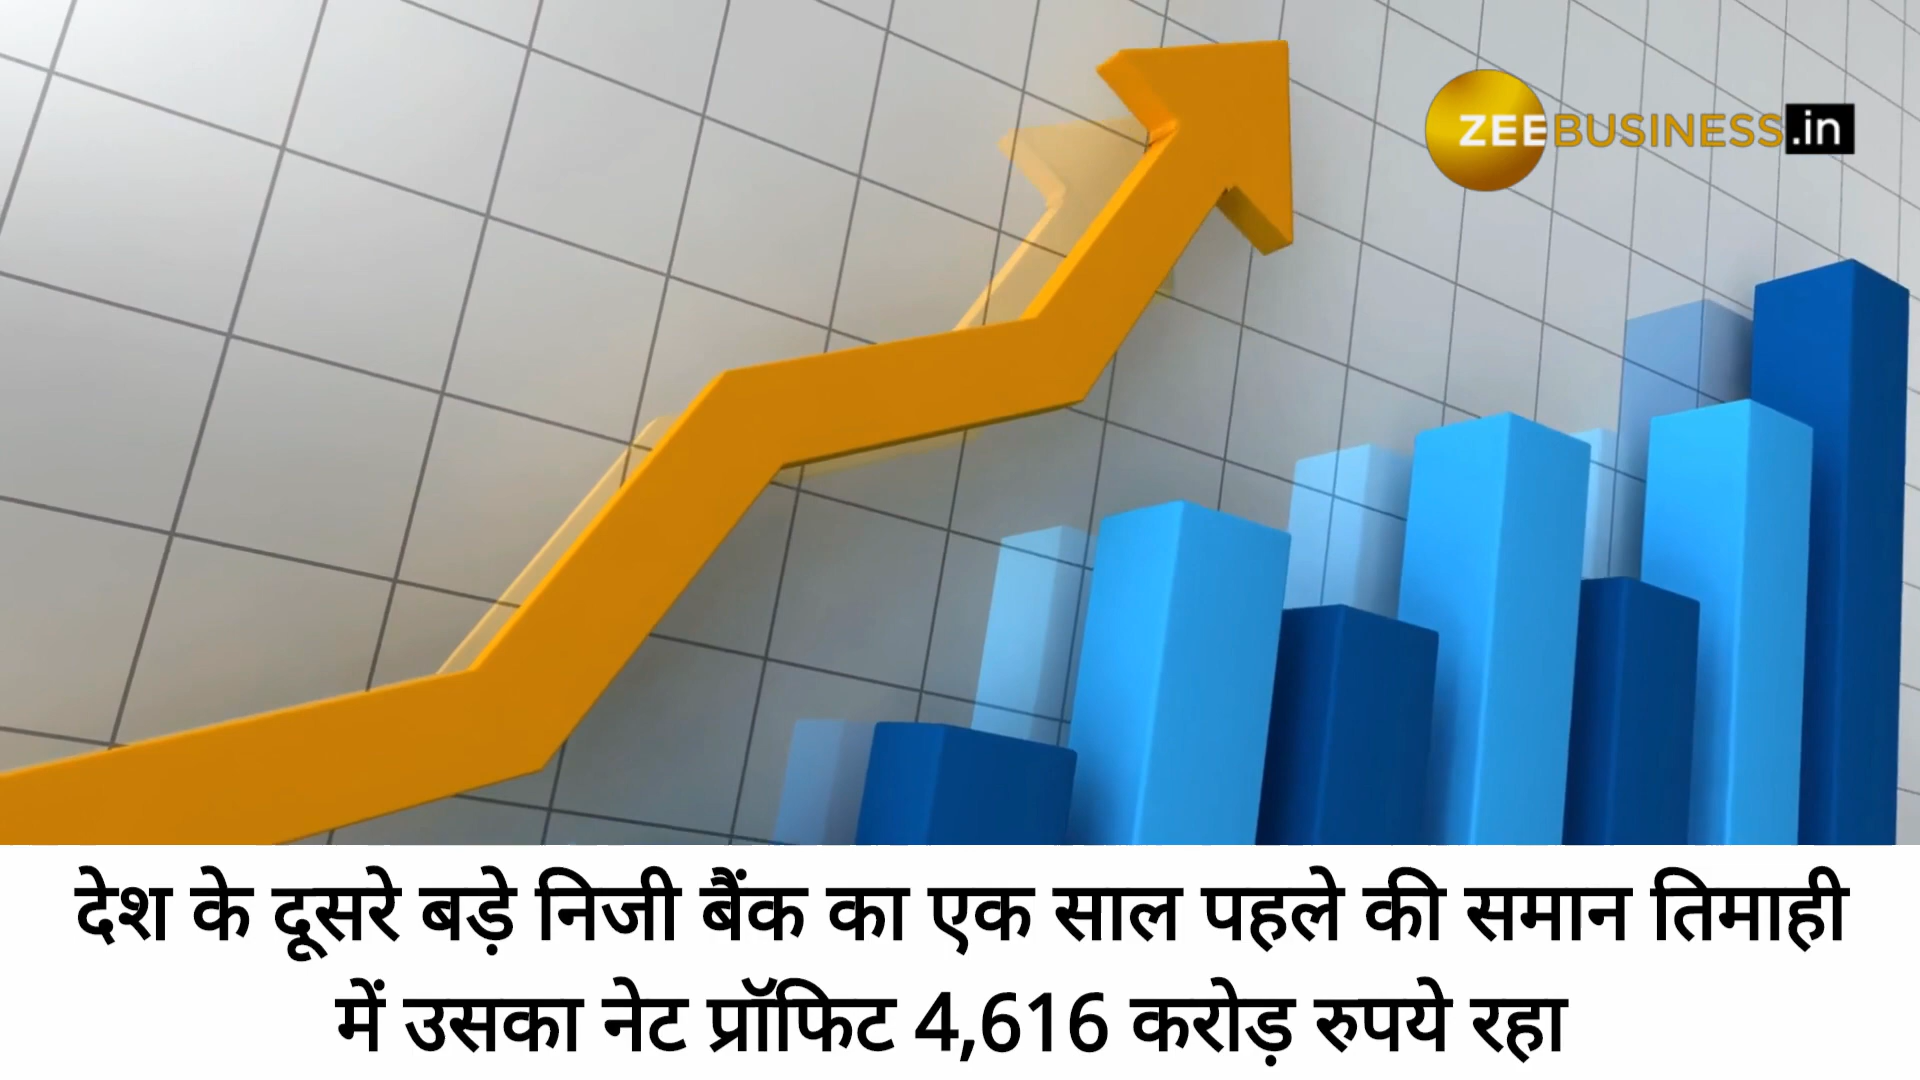 ZEEBUSINESS.in
देश के दूसरे बड़े निजी बैंक का एक साल पहले की समान तिमाही
में उसका नेट प्रॉफिट 4,616 करोड़ रुपये रहा